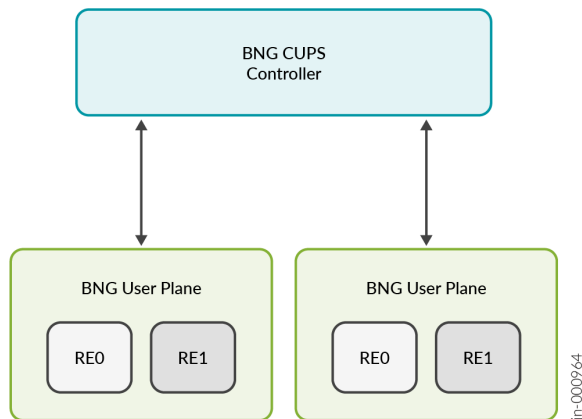 BNG CUPS
Controller
BNG User Plane
RE0
RE1
BNG User Plane
RE0
RE1
jn-000964